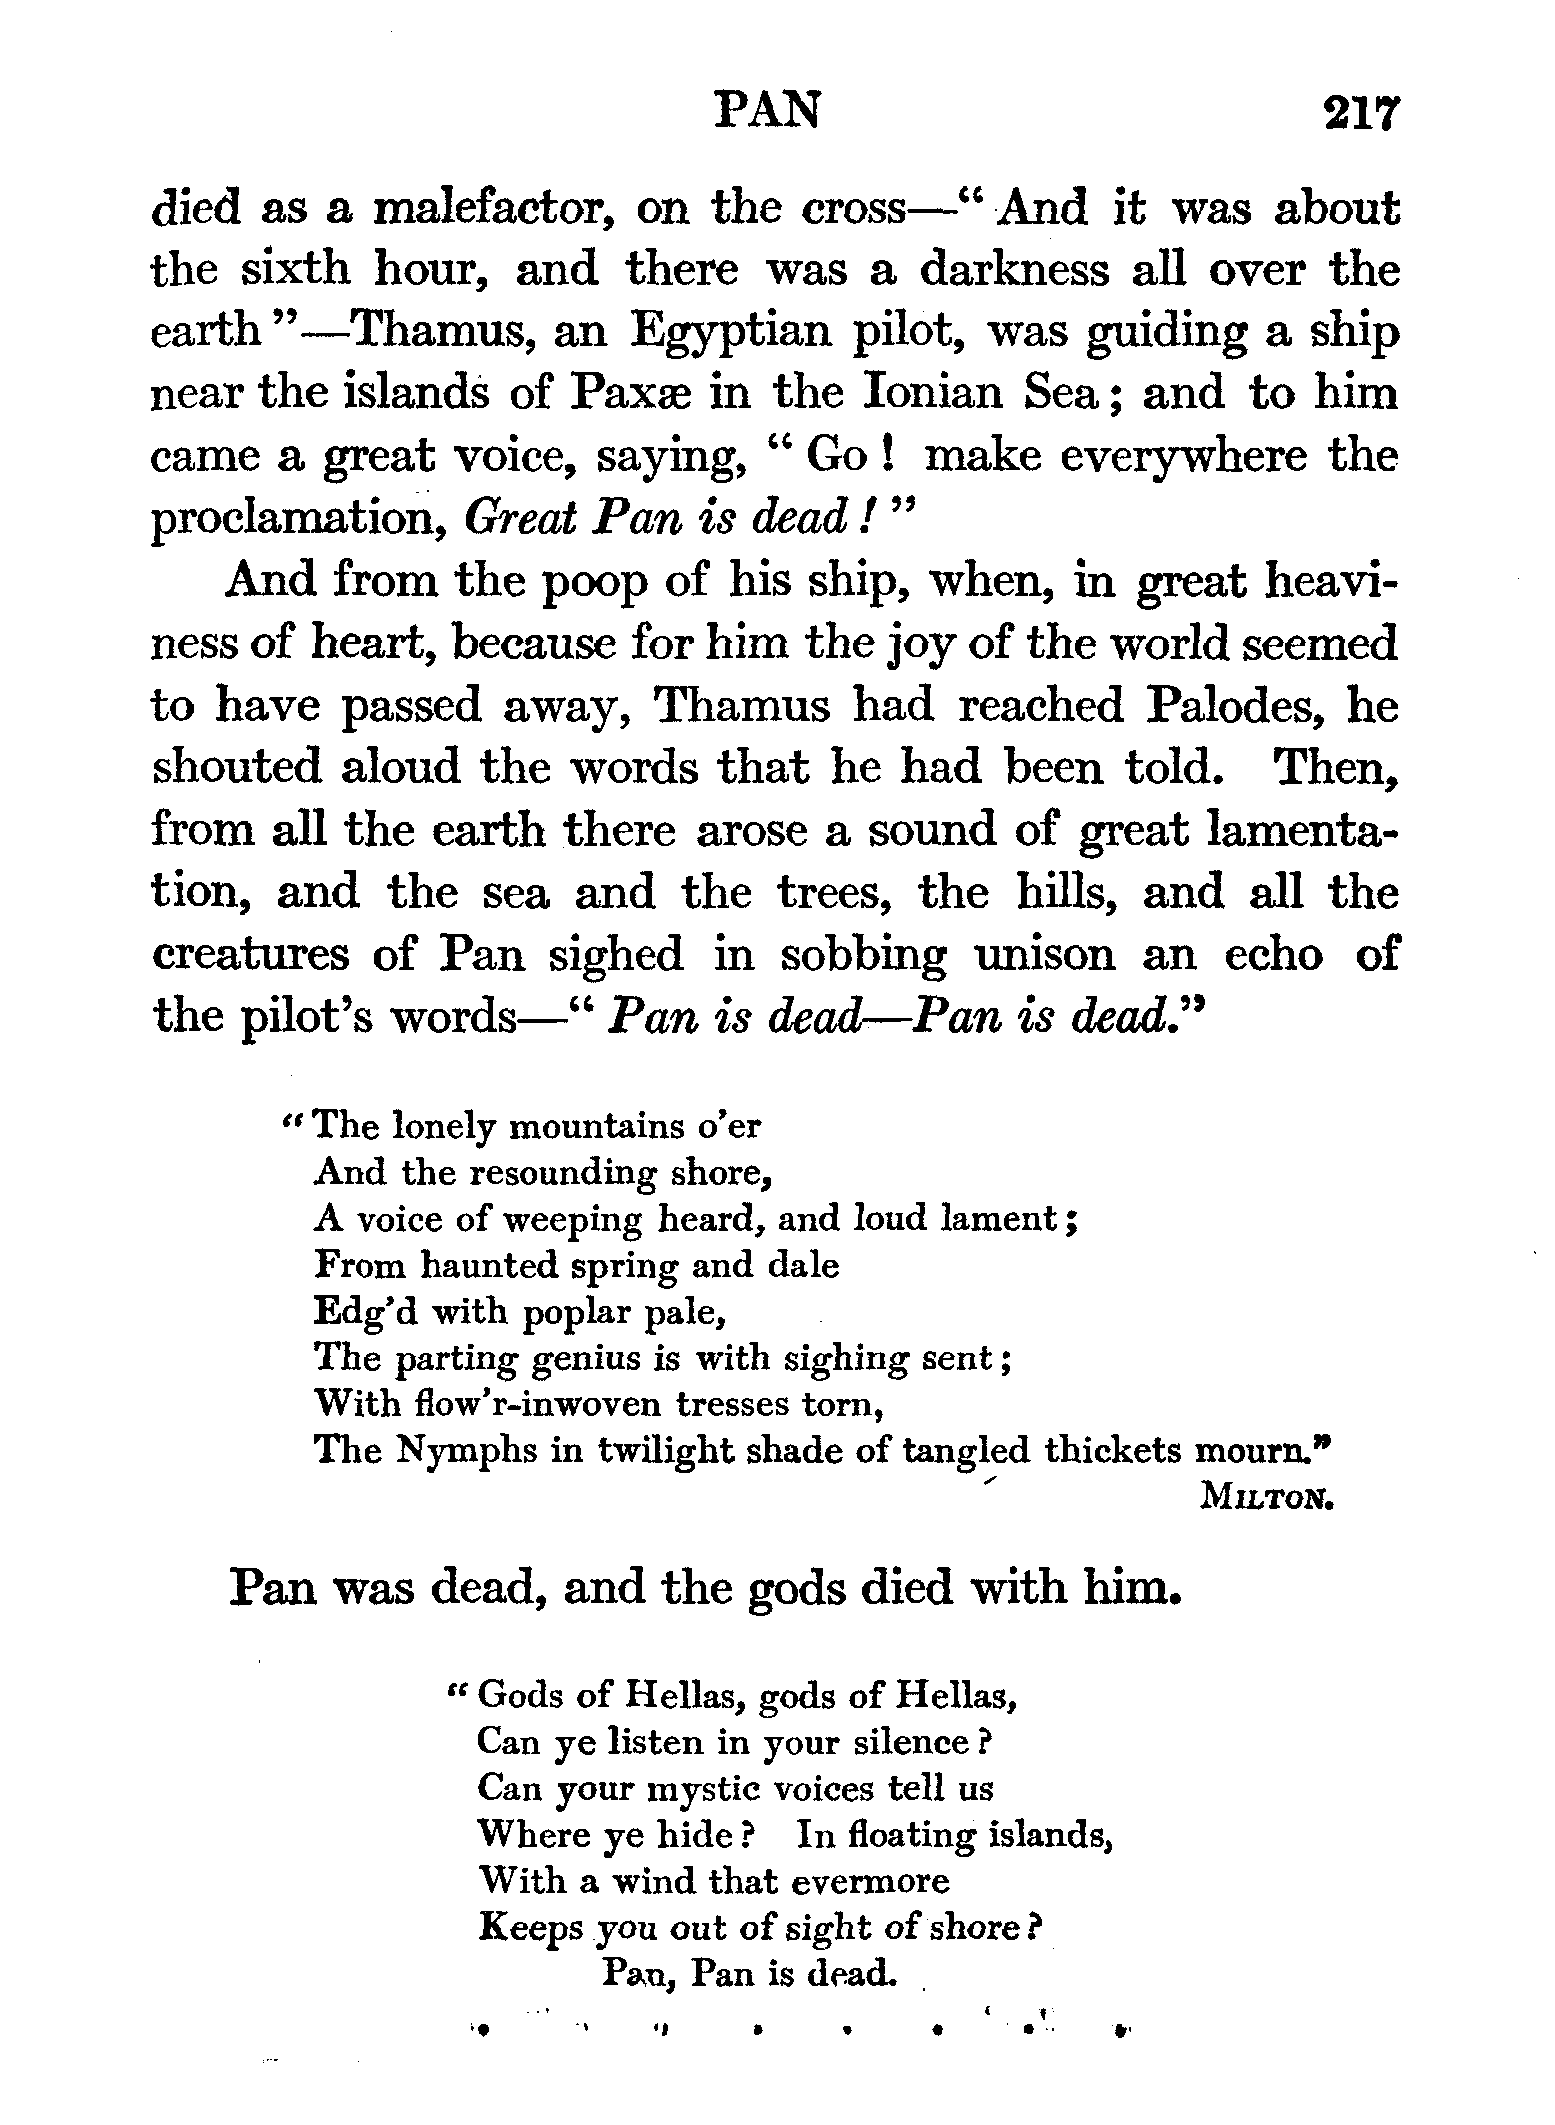 PAN 217
died as a malefactor, on the cross—“ And it was about
the sixth hour, and there was a darkness all over the
earth ”—Thamus, an Egyptian pilot, was guiding a ship
near the islands of Paxæ in the Ionian Sea ; and to him
came a great voice, saying, “ Go ! make everywhere the
proclamation, Great Pan is dead ! ”
And from the poop of his ship, when, in great heavi-
ness of heart, because for him the joy of the world seemed
to have passed away, Thamus had reached Palodes, he
shouted aloud the words that he had been told. Then,
from all the earth there arose a sound of great lamenta-
tion, and the sea and the trees, the hills, and all the
creatures of Pan sighed in sobbing unison an echo of
the pilot’s words—“ Pan is dead—Pan is dead.”
“ The lonely mountains o’er
And the resounding shore,
A voice of weeping heard, and loud lament ;
From haunted spring and dale
Edg’d with poplar pale,
The parting genius is with sighing sent ;
With flow’r-inwoven tresses torn,
The Nymphs in twilight shade of tangled thickets mourn.”
MILTON.
Pan was dead, and the gods died with him.
“ Gods of Hellas, gods of Hellas,
Can ye listen in your silence ?
Can your mystic voices tell us
Where ye hide ? In floating islands,
With a wind that evermore
Keeps you out of sight of shore ?
Pan, Pan is dead.
. . . . . . . .